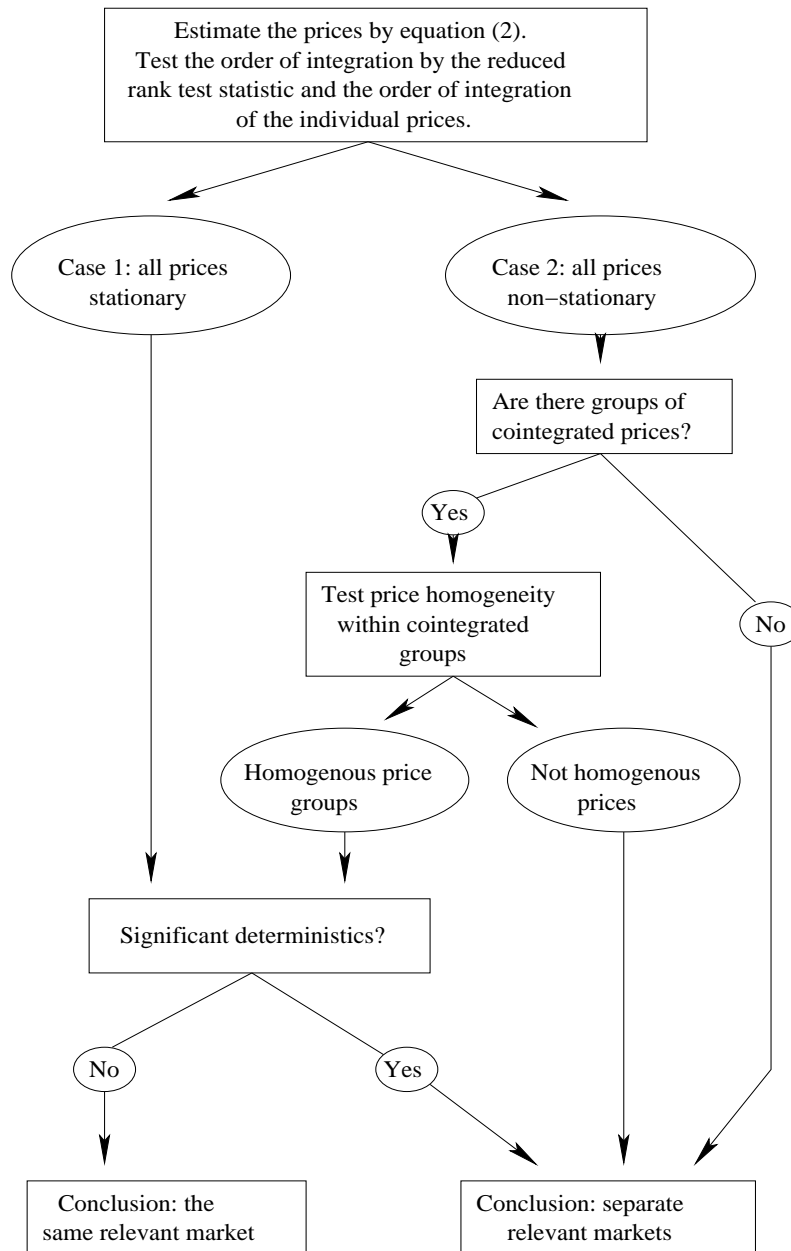 Estimate the prices by equation (2).
Test the order of integration by the reduced
rank test statistic and the order of integration
of the individual prices.
Case 1: all prices
stationary
Case 2: all prices
non−stationary
Are there groups of
cointegrated prices?
Yes
No
Test price homogeneity
within cointegrated
groups
Homogenous price
groups
Not homogenous
prices
Significant deterministics?
No
Yes
Conclusion: the
same relevant market
Conclusion: separate
relevant markets